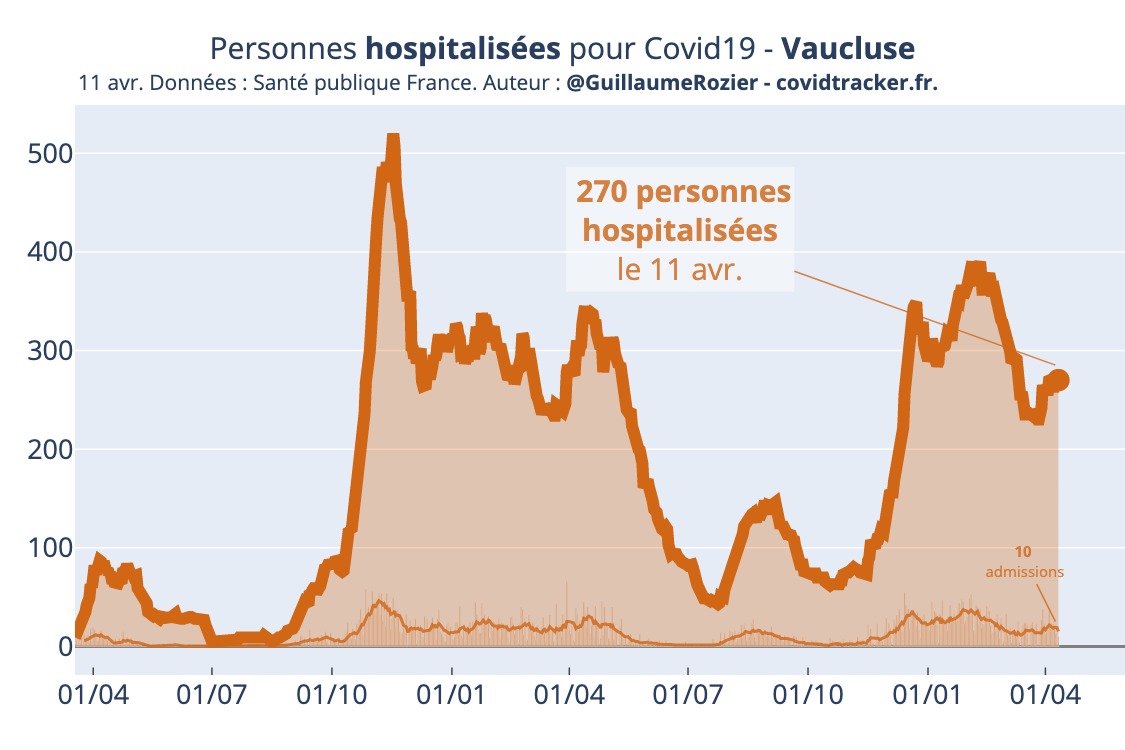 Personnes hospitalisées pour Covid19 - Vaucluse
11 avr. Données : Santé publique France. Auteur : @GuillaumeRozier - covidtracker.fr.
500
400
300
200
100
0
270 personnes
hospitalisées
le 11 avr.
10
admissions
01/04
01/07
01/10
01/01
01/04
01/07
01/10
01/01
01/04